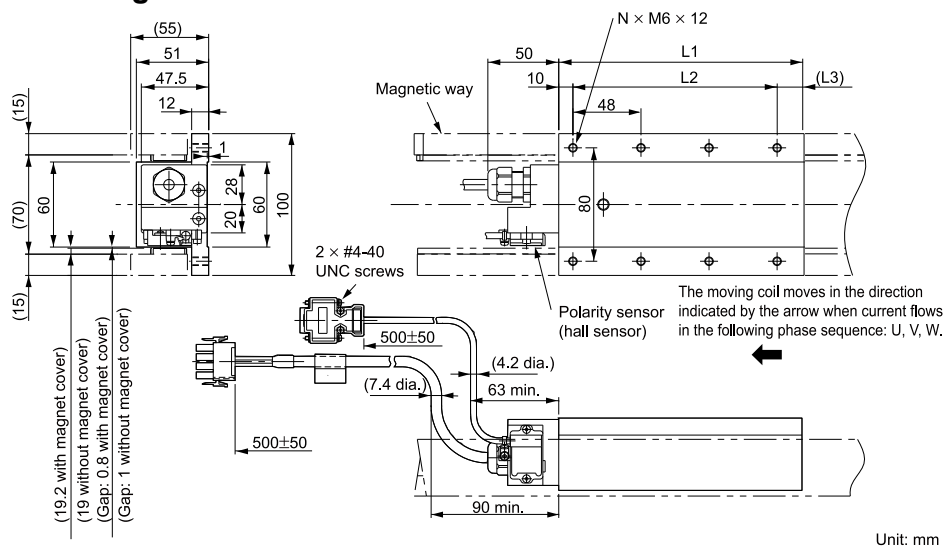 (55)
51
47.5
12
(15)
1
60
(70)
28
20
60
100
(15)
N × M6 × 12
50
L1
10
L2
(L3)
48
Magnetic way
80
2 × #4-40
UNC screws
Polarity sensor
(hall sensor)
The moving coil moves in the direction
indicated by the arrow when current flows
in the following phase sequence: U, V, W.
500±50
(4.2 dia.)
(7.4 dia.)
63 min.
500±50
90 min.
(19.2 with magnet cover)
(19 without magnet cover)
(Gap: 0.8 with magnet cover)
(Gap: 1 without magnet cover)
Unit: mm